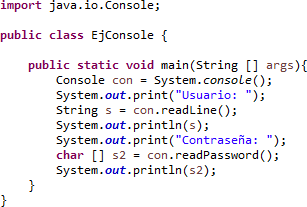 import java.io.Console;
public class EjConsole {
public static void main(String [] args){
Console con = System.console();
System.out.print("Usuario: ");
String s = con.readLine();
System.out.println(s);
System.out.print("Contraseña: ");
char [] s2 = con.readPassword();
System.out.println(s2);
}
}